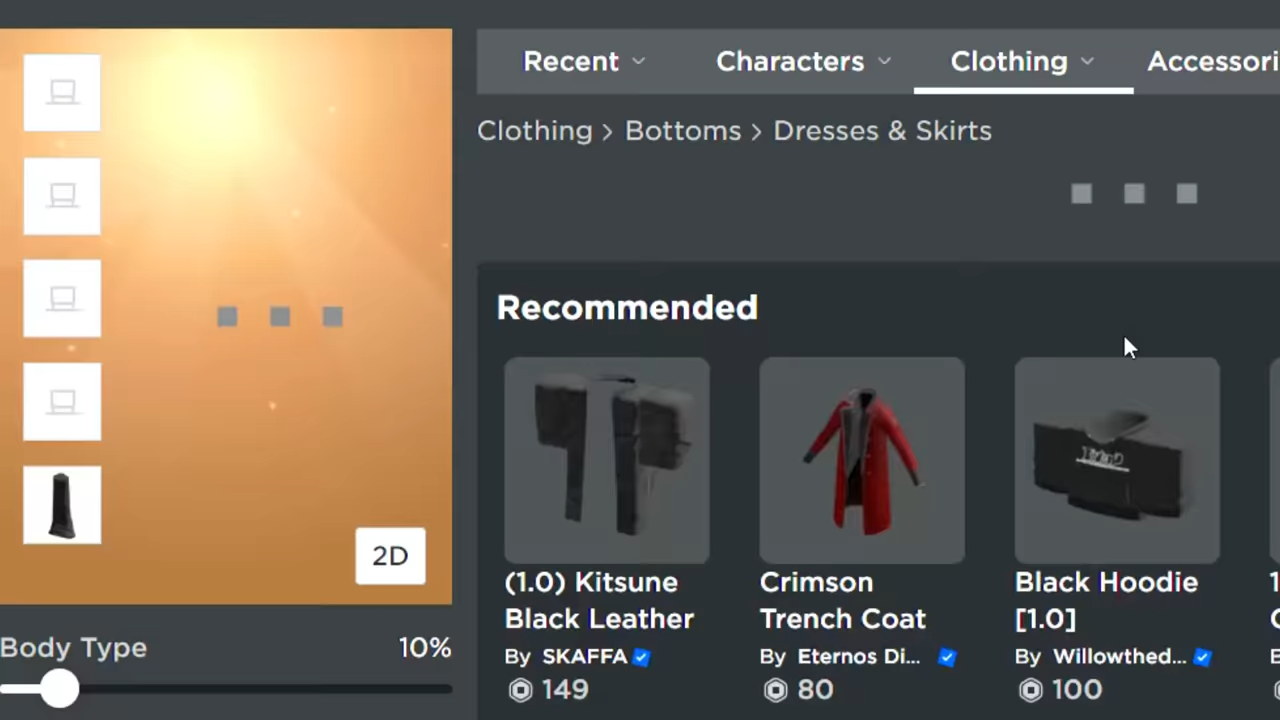 Recent
Characters
Clothing
Accessori
Clothing > Bottoms > Dresses & Skirts
Recommended
2D
(1.0) Kitsune
Black Leather
By SKAFFA
149
Crimson
Trench Coat
By Eternos Di...
80
Black Hoodie
[1.0]
By Willowthed...
100
Body Type 10%